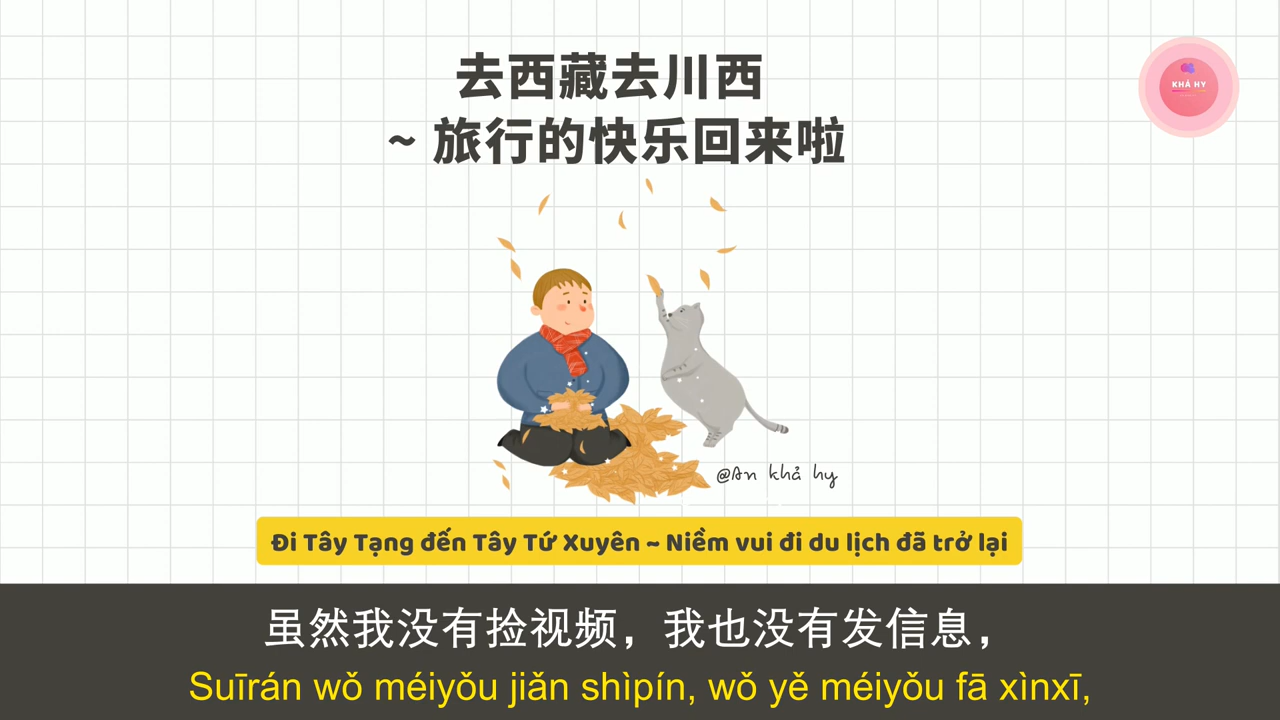 去西藏去川西
~ 旅行的快乐回来啦
KHẢ HY
@An khả hy
Đi Tây Tạng đến Tây Tứ Xuyên ~ Niềm vui đi du lịch đã trở lại
虽然我没有捡视频，我也没有发信息，
Suīrán wǒ méiyǒu jiǎn shìpín, wǒ yě méiyǒu fā xìnxī,